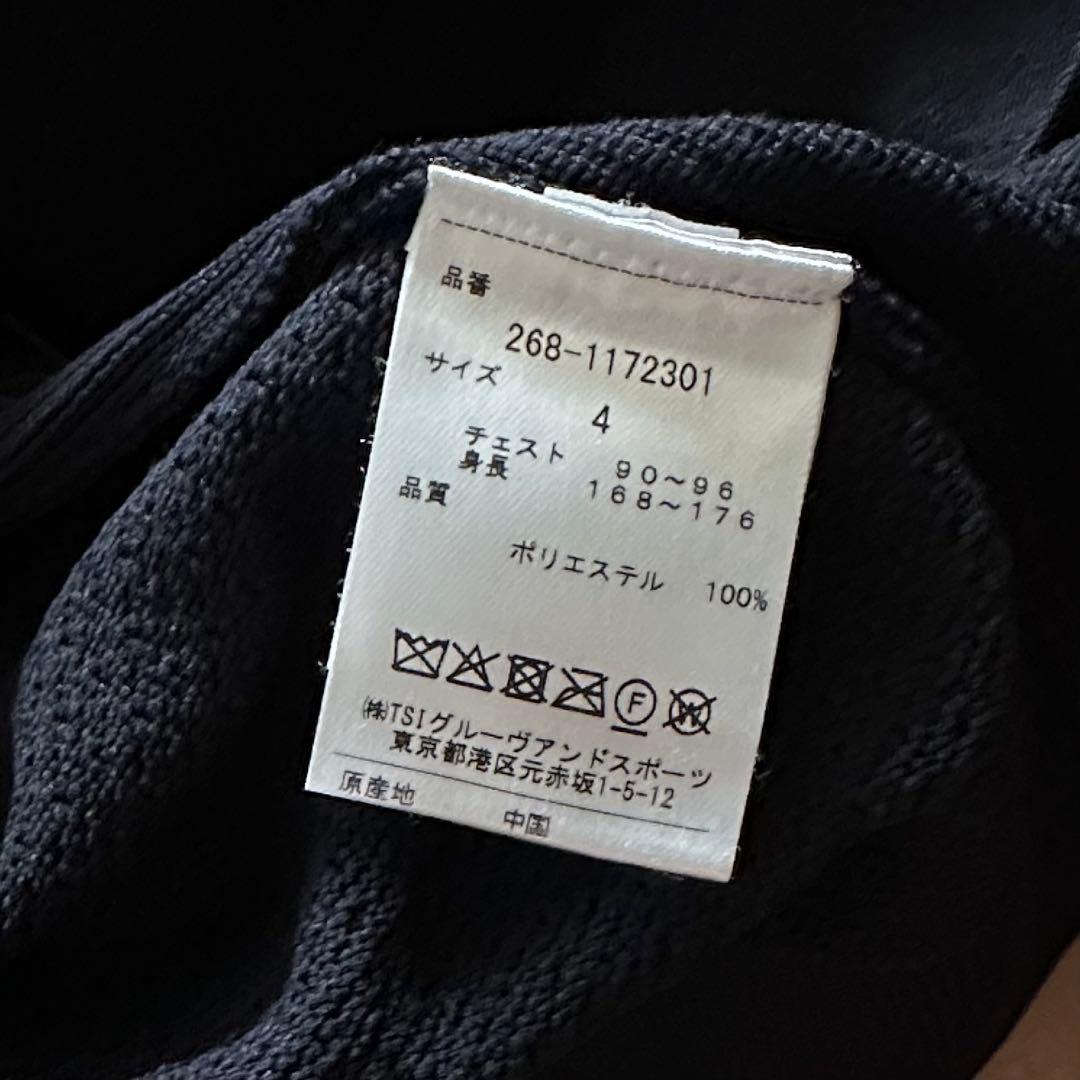 品番
268-1172301
サイズ
4
チェスト 90～96
身長 168～176
品質
ポリエステル 100%
F W
㈱TSIグルーヴアンドスポーツ
東京都港区元赤坂1-5-12
原産地
中国